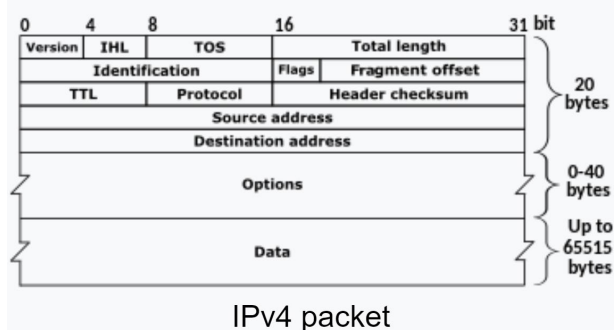 0 4 8 16 31 bit
Version IHL TOS Total length
Identification Flags Fragment offset
TTL Protocol Header checksum
Source address
Destination address
20
bytes
Options
0-40
bytes
Data
Up to
65515
bytes
IPv4 packet